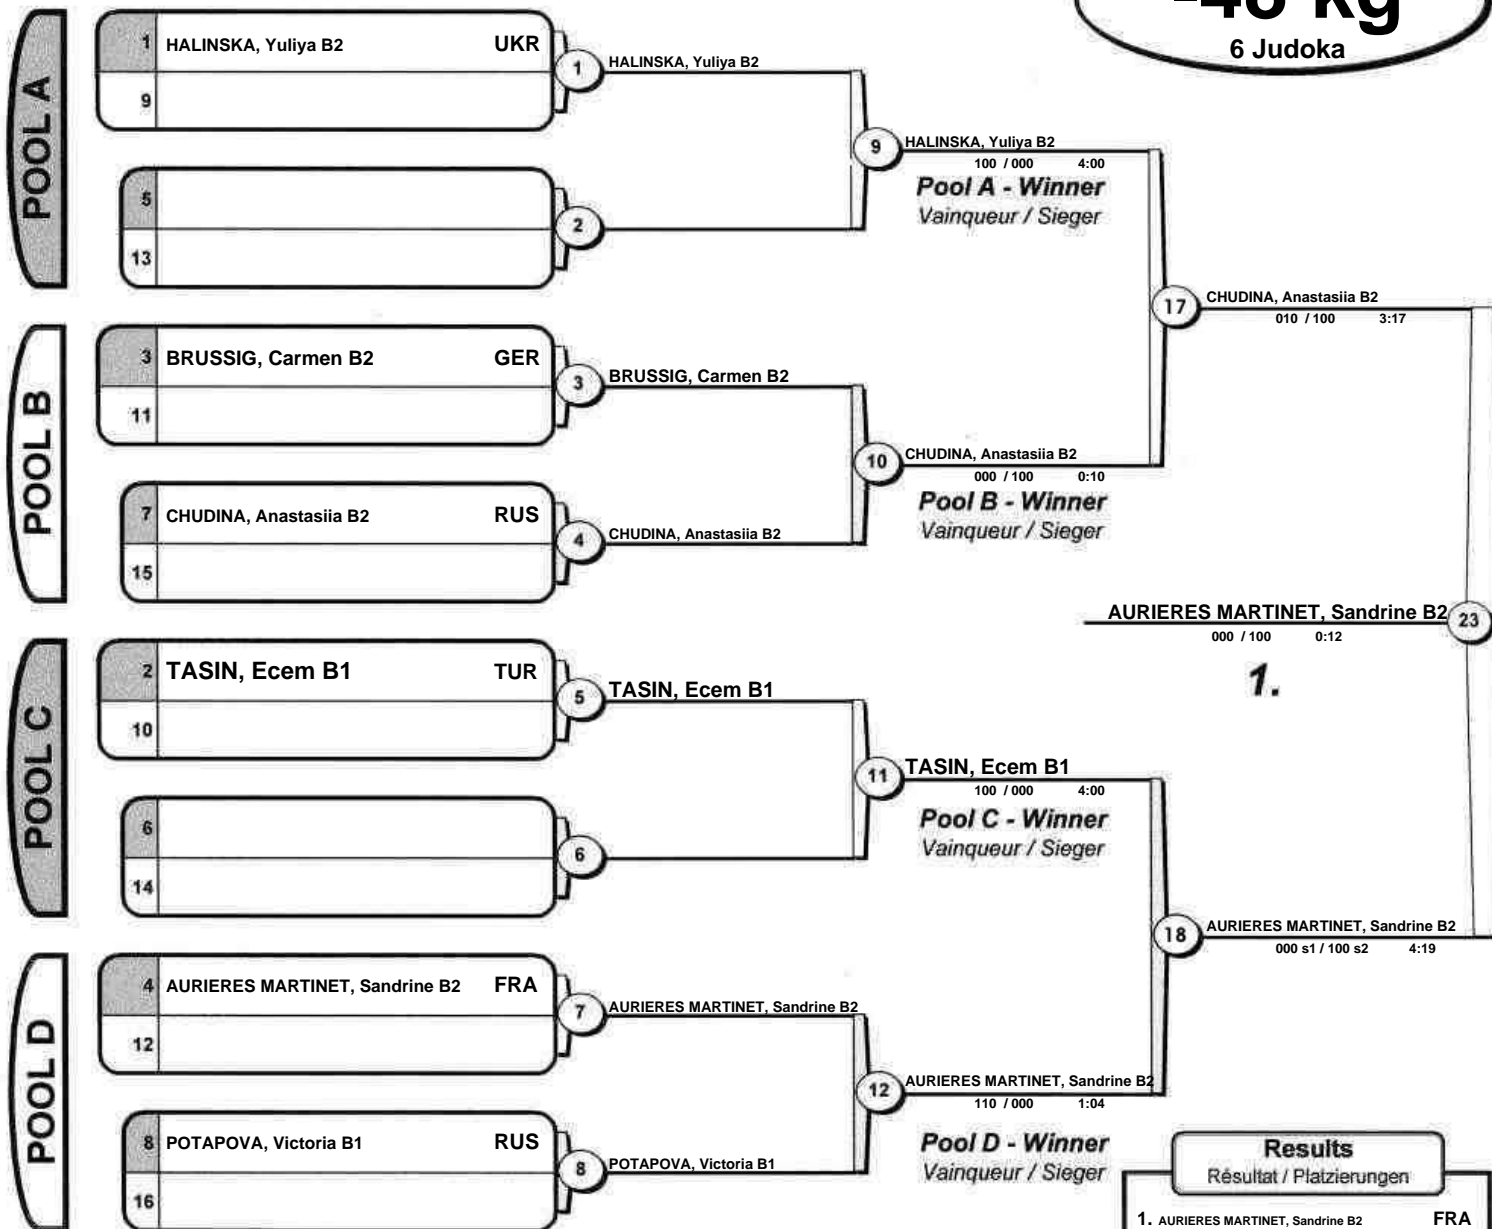 -48 kg
6 Judoka
POOL A
1 HALINSKA, Yuliya B2 UKR
9
5
13
1 HALINSKA, Yuliya B2
2
9 HALINSKA, Yuliya B2
100 / 000 4:00
Pool A - Winner
Vainqueur / Sieger
POOL B
3 BRUSSIG, Carmen B2 GER
11
7 CHUDINA, Anastasiia B2 RUS
15
3 BRUSSIG, Carmen B2
4 CHUDINA, Anastasiia B2
10 CHUDINA, Anastasiia B2
000 / 100 0:10
Pool B - Winner
Vainqueur / Sieger
17 CHUDINA, Anastasiia B2
010 / 100 3:17
AURIERES MARTINET, Sandrine B2 23
000 / 100 0:12
1.
POOL C
2 TASIN, Ecem B1 TUR
10
6
14
5 TASIN, Ecem B1
6
11 TASIN, Ecem B1
100 / 000 4:00
Pool C - Winner
Vainqueur / Sieger
18 AURIERES MARTINET, Sandrine B2
000 s1 / 100 s2 4:19
POOL D
4 AURIERES MARTINET, Sandrine B2 FRA
12
8 POTAPOVA, Victoria B1 RUS
16
7 AURIERES MARTINET, Sandrine B2
8 POTAPOVA, Victoria B1
12 AURIERES MARTINET, Sandrine B2
110 / 000 1:04
Pool D - Winner
Vainqueur / Sieger
Results
Résultat / Platzierungen
1. AURIERES MARTINET, Sandrine B2 FRA